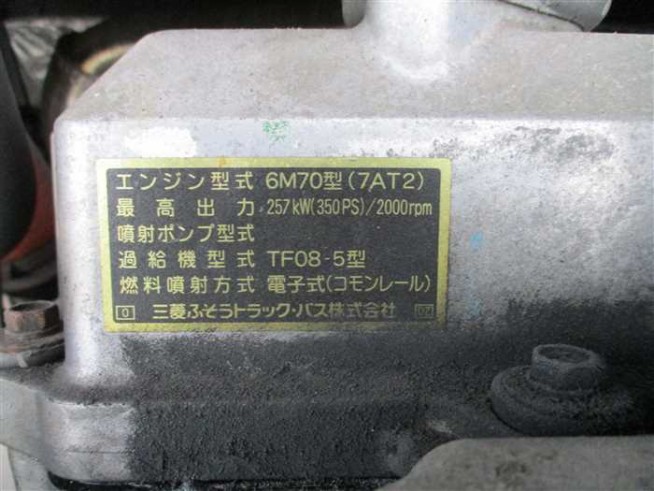 エンジン型式 6M70型(7AT2)
最高出力 257kW(350PS)/2000rpm
噴射ポンプ型式
過給機型式 TF08-5型
燃料噴射方式 電子式(コモンレール)
0 三菱ふそうトラック・バス株式会社